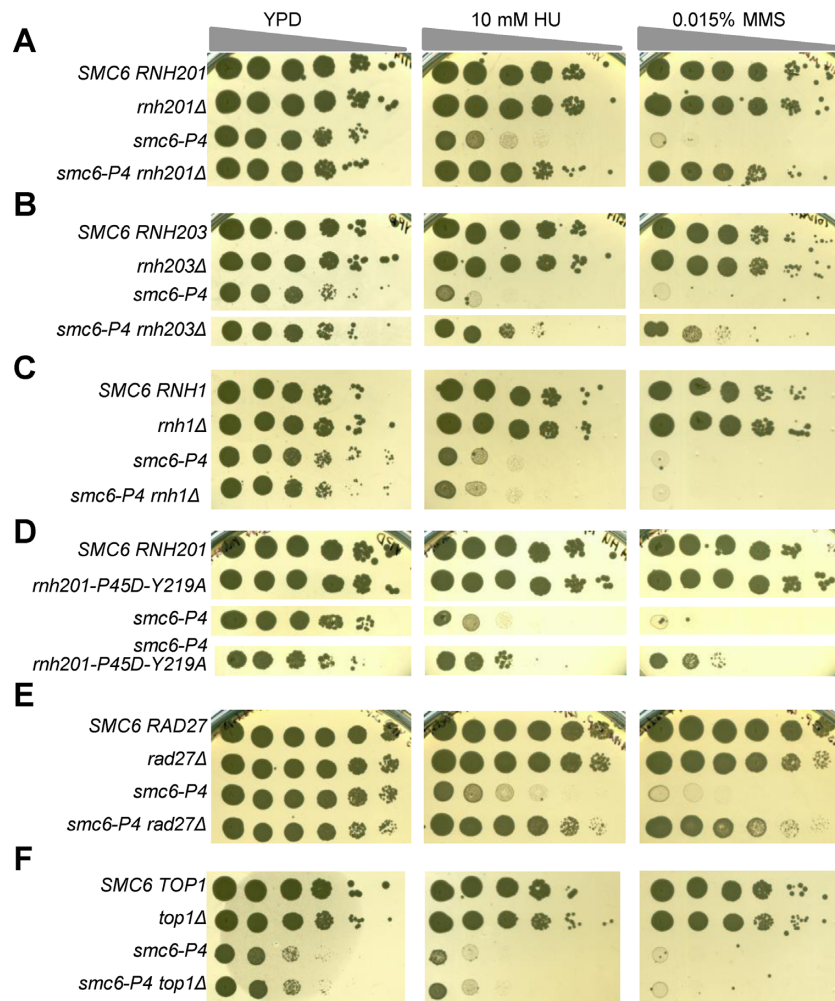 YPD 10 mM HU 0.015% MMS
A
SMC6 RNH201
rnh201Δ
smc6-P4
smc6-P4 rnh201Δ
B
SMC6 RNH203
rnh203Δ
smc6-P4
smc6-P4 rnh203Δ
C
SMC6 RNH1
rnh1Δ
smc6-P4
smc6-P4 rnh1Δ
D
SMC6 RNH201
rnh201-P45D-Y219A
smc6-P4
smc6-P4
rnh201-P45D-Y219A
E
SMC6 RAD27
rad27Δ
smc6-P4
smc6-P4 rad27Δ
F
SMC6 TOP1
top1Δ
smc6-P4
smc6-P4 top1Δ